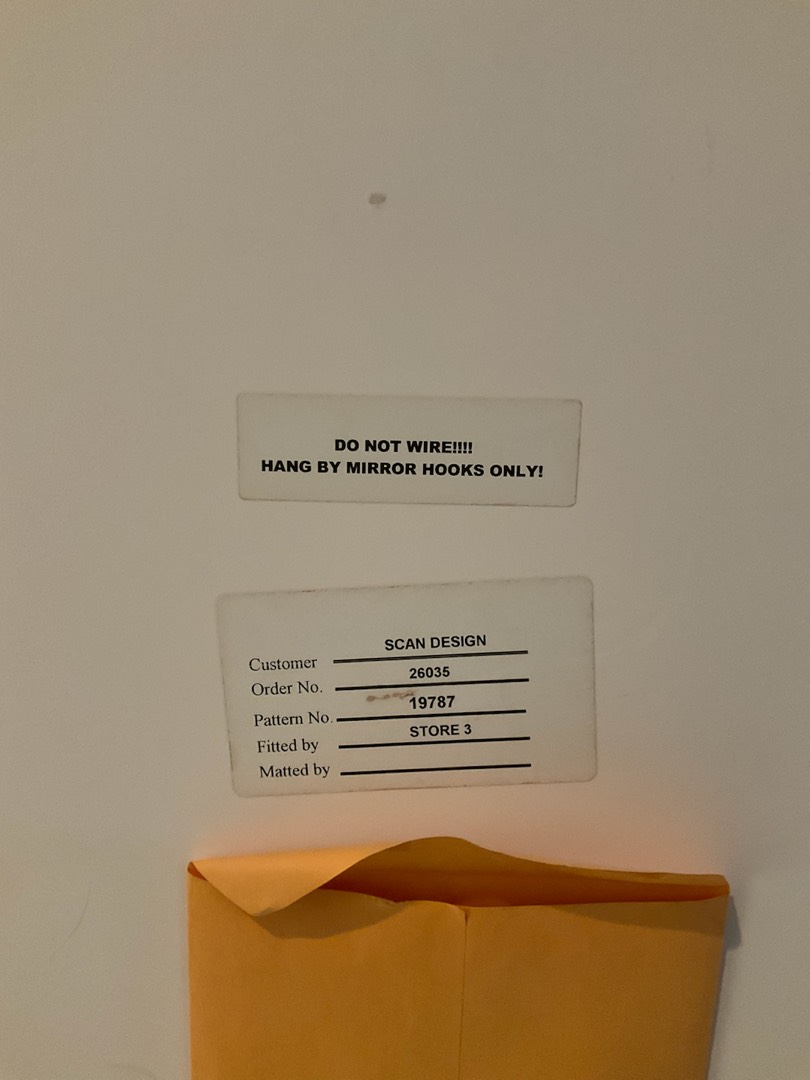 DO NOT WIRE!!!!
HANG BY MIRROR HOOKS ONLY!
Customer SCAN DESIGN
Order No. 26035
Pattern No. 19787
Fitted by STORE 3
Matted by